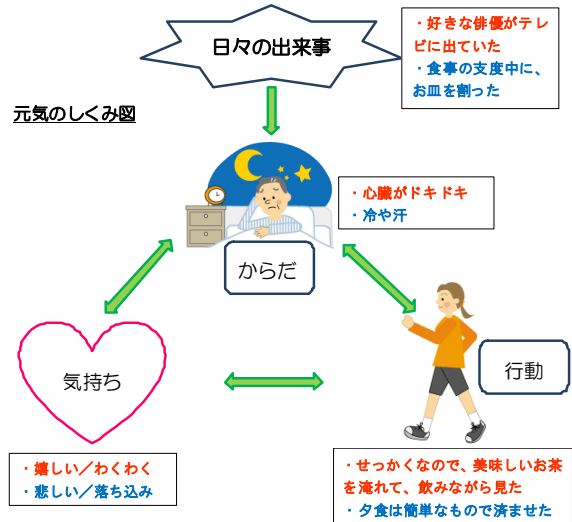 日々の出来事
・好きな俳優がテレ
ビに出ていた
・食事の支度中に、
お皿を割った
元気のしくみ図
・心臓がドキドキ
・冷や汗
からだ
気持ち
行動
・嬉しい／わくわく
・悲しい／落ち込み
・せっかくなので、美味しいお茶
を淹れて、飲みながら見た
・夕食は簡単なもので済ませた